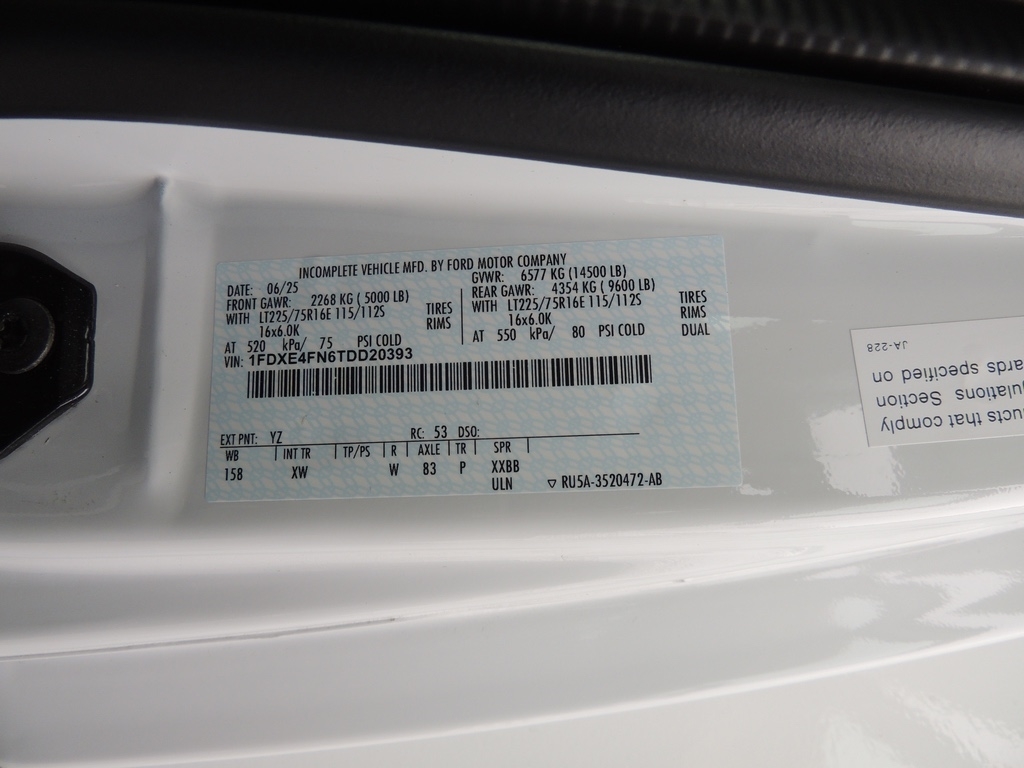 INCOMPLETE VEHICLE MFD. BY FORD MOTOR COMPANY
DATE: 06/25 GVWR: 6577 KG (14500 LB)
FRONT GAWR: 2268 KG ( 5000 LB) REAR GAWR: 4354 KG ( 9600 LB)
WITH LT225/75R16E 115/112S TIRES WITH LT225/75R16E 115/112S TIRES
16x6.0K RIMS 16x6.0K RIMS
AT 520 kPa/ 75 PSI COLD AT 550 kPa/ 80 PSI COLD DUAL
VIN: 1FDXE4FN6TDD20393
EXT PNT: YZ RC: 53 DSO:
WB INT TR TP/PS R AXLE TR SPR
158 XW W 83 P XXBB
ULN RU5A-3520472-AB
ucts that comply
ulations Section
ards specified on
JA-228